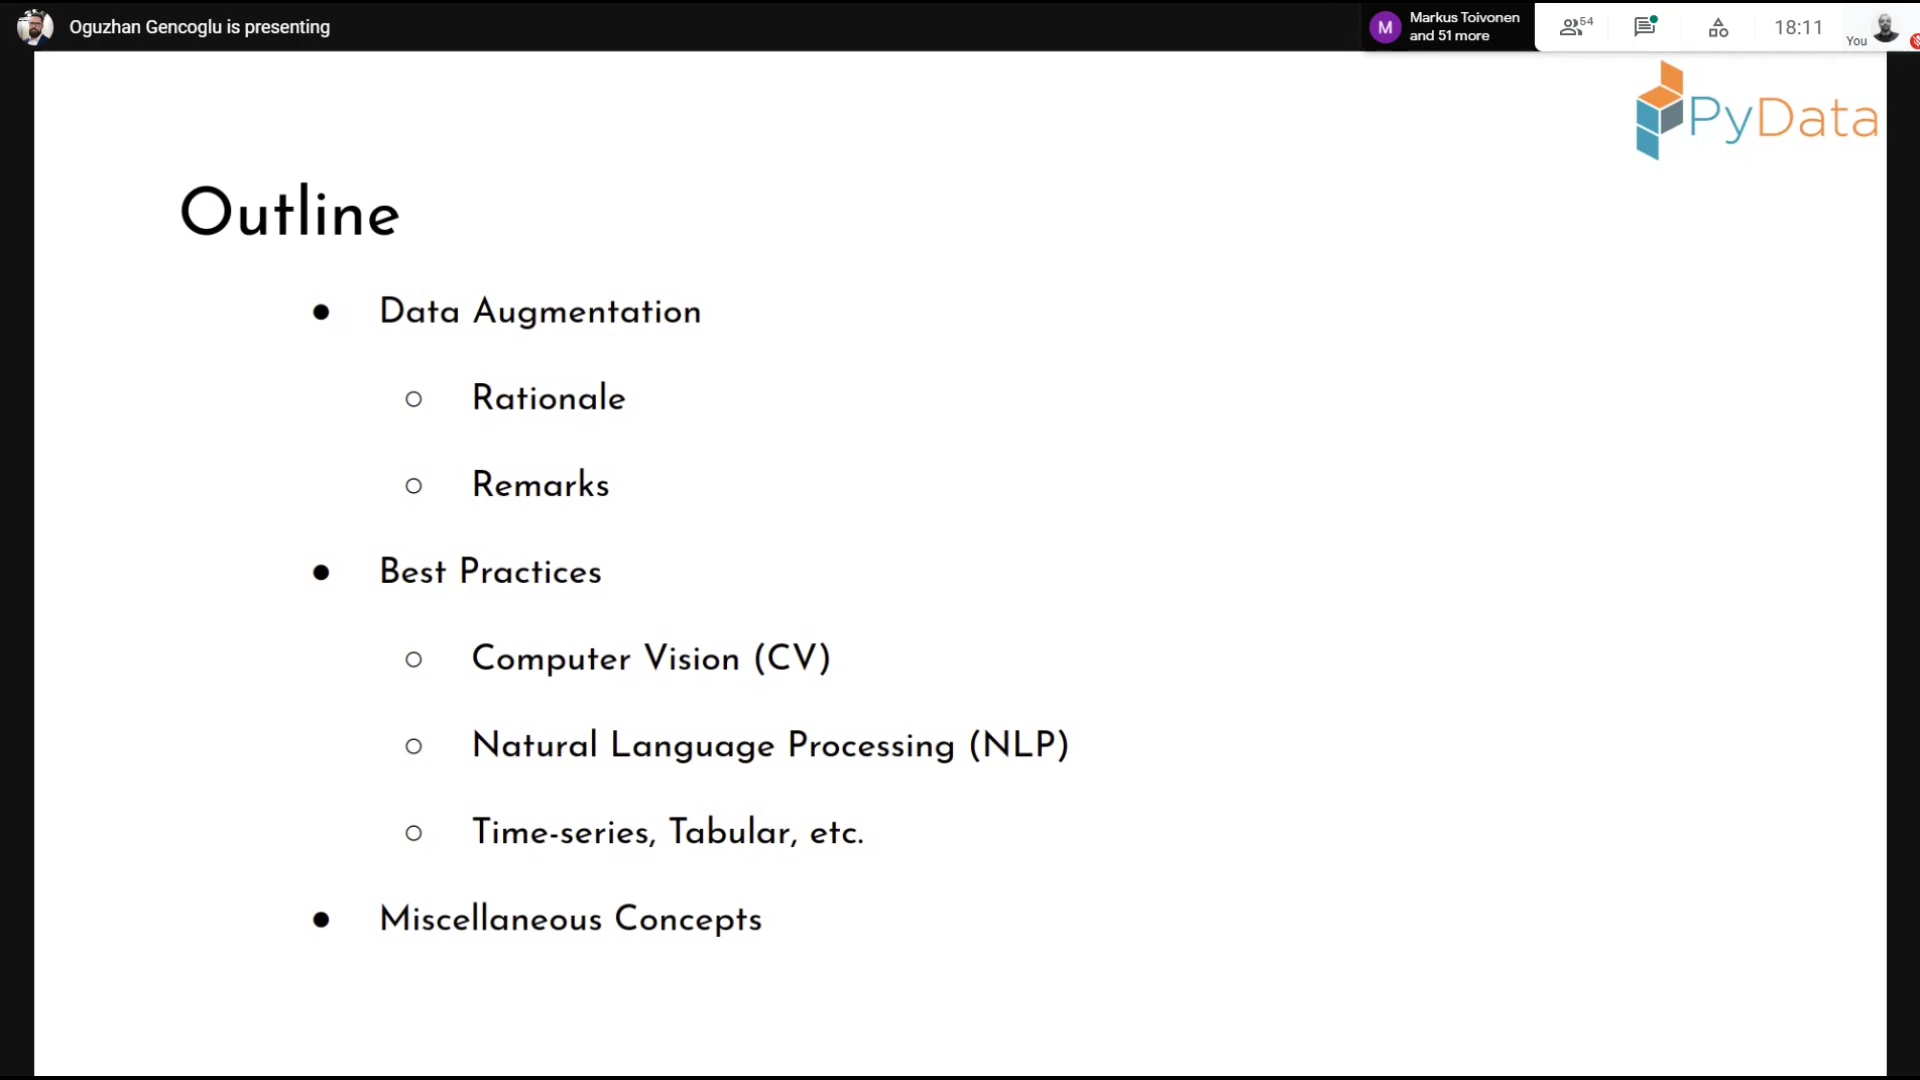 Oguzhan Gencoglu is presenting
M
Markus Toivonen
and 51 more
54
18:11
You
PyData
Outline
● Data Augmentation
○ Rationale
○ Remarks
● Best Practices
○ Computer Vision (CV)
○ Natural Language Processing (NLP)
○ Time-series, Tabular, etc.
● Miscellaneous Concepts